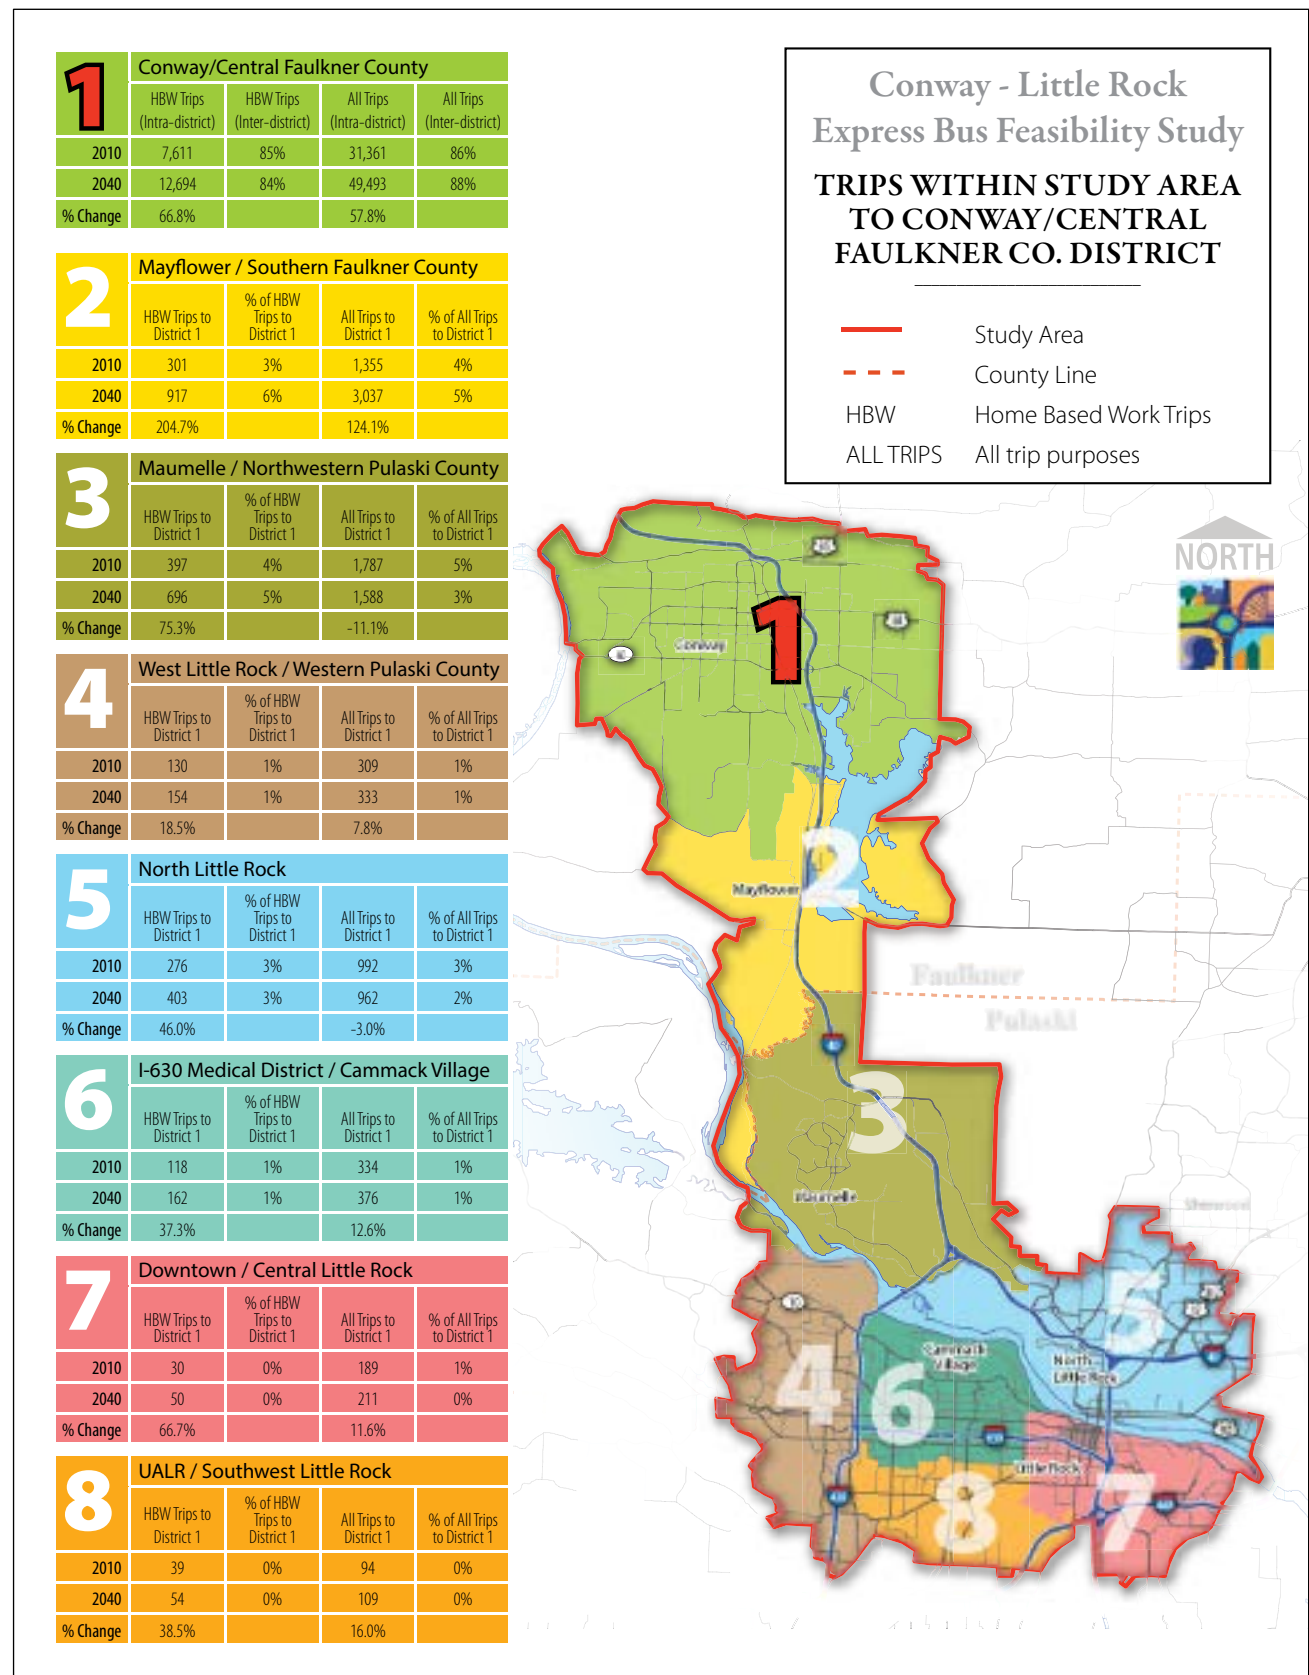 1
Conway/Central Faulkner County
HBW Trips (Intra-district) HBW Trips (Inter-district) All Trips (Intra-district) All Trips (Inter-district)
2010 7,611 85% 31,361 86%
2040 12,694 84% 49,493 88%
% Change 66.8% 57.8%
2
Mayflower / Southern Faulkner County
HBW Trips to District 1 % of HBW Trips to District 1 All Trips to District 1 % of All Trips to District 1
2010 301 3% 1,355 4%
2040 917 6% 3,037 5%
% Change 204.7% 124.1%
3
Maumelle / Northwestern Pulaski County
HBW Trips to District 1 % of HBW Trips to District 1 All Trips to District 1 % of All Trips to District 1
2010 397 4% 1,787 5%
2040 696 5% 1,588 3%
% Change 75.3% -11.1%
4
West Little Rock / Western Pulaski County
HBW Trips to District 1 % of HBW Trips to District 1 All Trips to District 1 % of All Trips to District 1
2010 130 1% 309 1%
2040 154 1% 333 1%
% Change 18.5% 7.8%
5
North Little Rock
HBW Trips to District 1 % of HBW Trips to District 1 All Trips to District 1 % of All Trips to District 1
2010 276 3% 992 3%
2040 403 3% 962 2%
% Change 46.0% -3.0%
6
I-630 Medical District / Cammack Village
HBW Trips to District 1 % of HBW Trips to District 1 All Trips to District 1 % of All Trips to District 1
2010 118 1% 334 1%
2040 162 1% 376 1%
% Change 37.3% 12.6%
7
Downtown / Central Little Rock
HBW Trips to District 1 % of HBW Trips to District 1 All Trips to District 1 % of All Trips to District 1
2010 30 0% 189 1%
2040 50 0% 211 0%
% Change 66.7% 11.6%
8
UALR / Southwest Little Rock
HBW Trips to District 1 % of HBW Trips to District 1 All Trips to District 1 % of All Trips to District 1
2010 39 0% 94 0%
2040 54 0% 109 0%
% Change 38.5% 16.0%
Conway - Little Rock
Express Bus Feasibility Study
TRIPS WITHIN STUDY AREA
TO CONWAY/CENTRAL
FAULKNER CO. DISTRICT
Study Area
County Line
HBW Home Based Work Trips
ALL TRIPS All trip purposes
NORTH
1
Conway
2
Mayflower
Faulkner
Pulaski
3
Maumelle
Sherwood
5
4
Cammack
Village
North
Little Rock
6
Little Rock
7
8